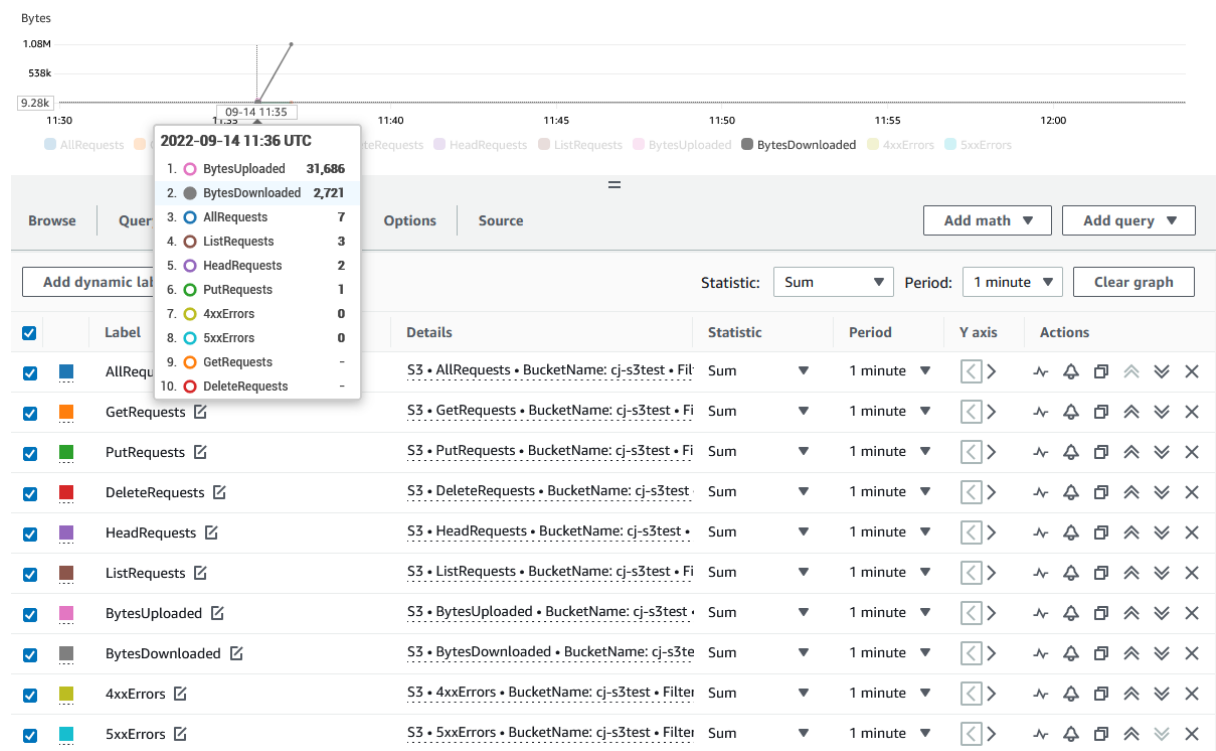 Bytes
1.08M
538k
9.28k
09-14 11:35
11:30 11:35 11:40 11:45 11:50 11:55 12:00
AllRequests teRequests HeadRequests ListRequests BytesUploaded BytesDownloaded 4xxErrors 5xxErrors
2022-09-14 11:36 UTC
1. BytesUploaded 31,686
2. BytesDownloaded 2,721
3. AllRequests 7
4. ListRequests 3
5. HeadRequests 2
6. PutRequests 1
7. 4xxErrors 0
8. 5xxErrors 0
9. GetRequests -
10. DeleteRequests -
Browse Quer Options Source Add math Add query
Add dynamic lab Statistic: Sum Period: 1 minute Clear graph
Label Details Statistic Period Y axis Actions
AllRequ S3 • AllRequests • BucketName: cj-s3test • Filt Sum 1 minute
GetRequests S3 • GetRequests • BucketName: cj-s3test • Fi Sum 1 minute
PutRequests S3 • PutRequests • BucketName: cj-s3test • Fi Sum 1 minute
DeleteRequests S3 • DeleteRequests • BucketName: cj-s3test Sum 1 minute
HeadRequests S3 • HeadRequests • BucketName: cj-s3test • Sum 1 minute
ListRequests S3 • ListRequests • BucketName: cj-s3test • Fi Sum 1 minute
BytesUploaded S3 • BytesUploaded • BucketName: cj-s3test • Sum 1 minute
BytesDownloaded S3 • BytesDownloaded • BucketName: cj-s3te Sum 1 minute
4xxErrors S3 • 4xxErrors • BucketName: cj-s3test • Filter Sum 1 minute
5xxErrors S3 • 5xxErrors • BucketName: cj-s3test • Filter Sum 1 minute